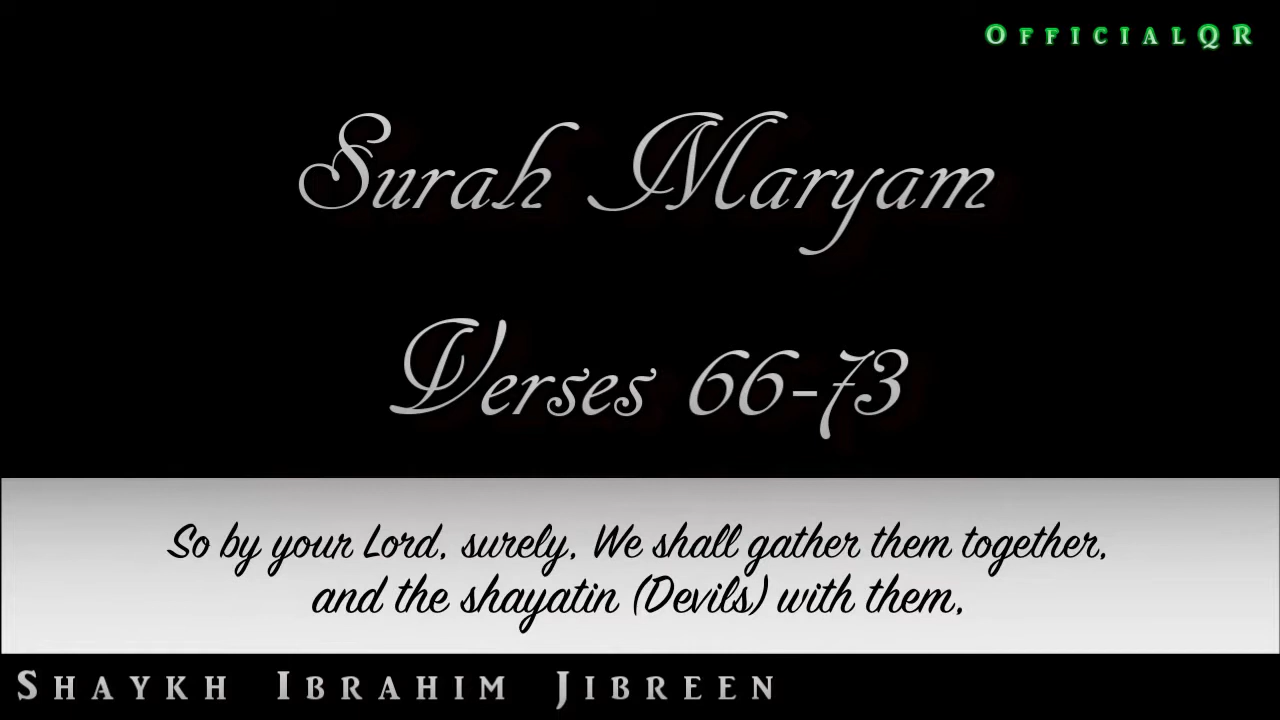 OfficialQR
Surah Maryam
Verses 66-73
So by your Lord, surely, We shall gather them together,
and the shayatin (Devils) with them,
Shaykh Ibrahim Jibreen